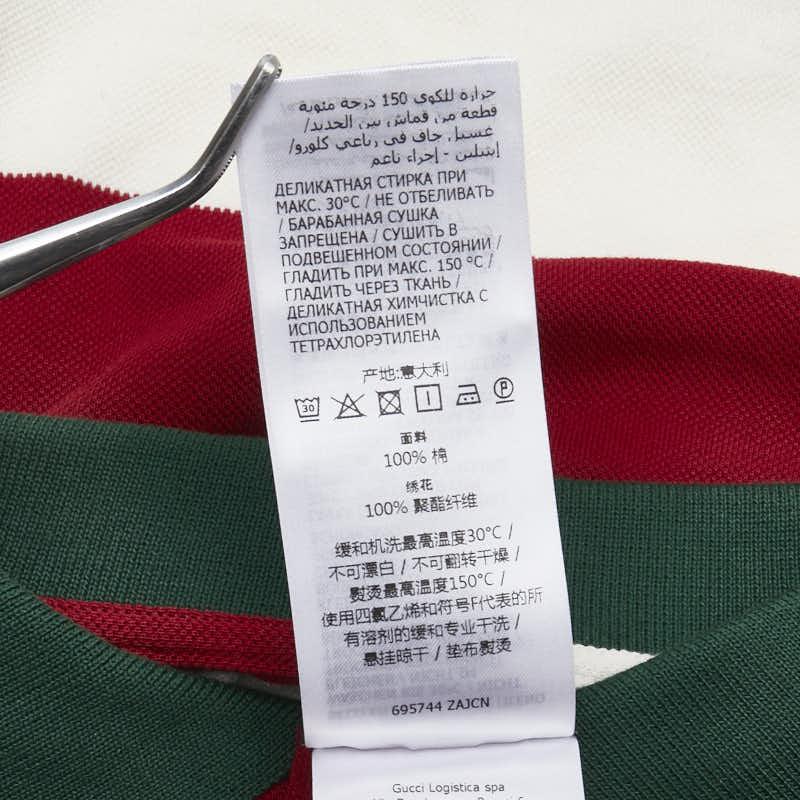 حرارة للكوي 150 درجة مئوية
قطعة من قماش بين الحديد/
غسيل جاف في رباعي كلورو/
إيثيلين - إجراء ناعم
ДЕЛИКАТНАЯ СТИРКА ПРИ
МАКС. 30°C / НЕ ОТБЕЛИВАТЬ
/ БАРАБАННАЯ СУШКА
ЗАПРЕЩЕНА / СУШИТЬ В
ПОДВЕШЕННОМ СОСТОЯНИИ /
ГЛАДИТЬ ПРИ МАКС. 150 °C /
ГЛАДИТЬ ЧЕРЕЗ ТКАНЬ /
ДЕЛИКАТНАЯ ХИМЧИСТКА С
ИСПОЛЬЗОВАНИЕМ
ТЕТРАХЛОРЭТИЛЕНА
产地:意大利
30 P
面料
100% 棉
绣花
100% 聚酯纤维
缓和机洗最高温度30°C /
不可漂白 / 不可翻转干燥 /
熨烫最高温度150°C /
使用四氯乙烯和符号F代表的所
有溶剂的缓和专业干洗 /
悬挂晾干 / 垫布熨烫
695744 ZAJCN
Gucci Logistica spa